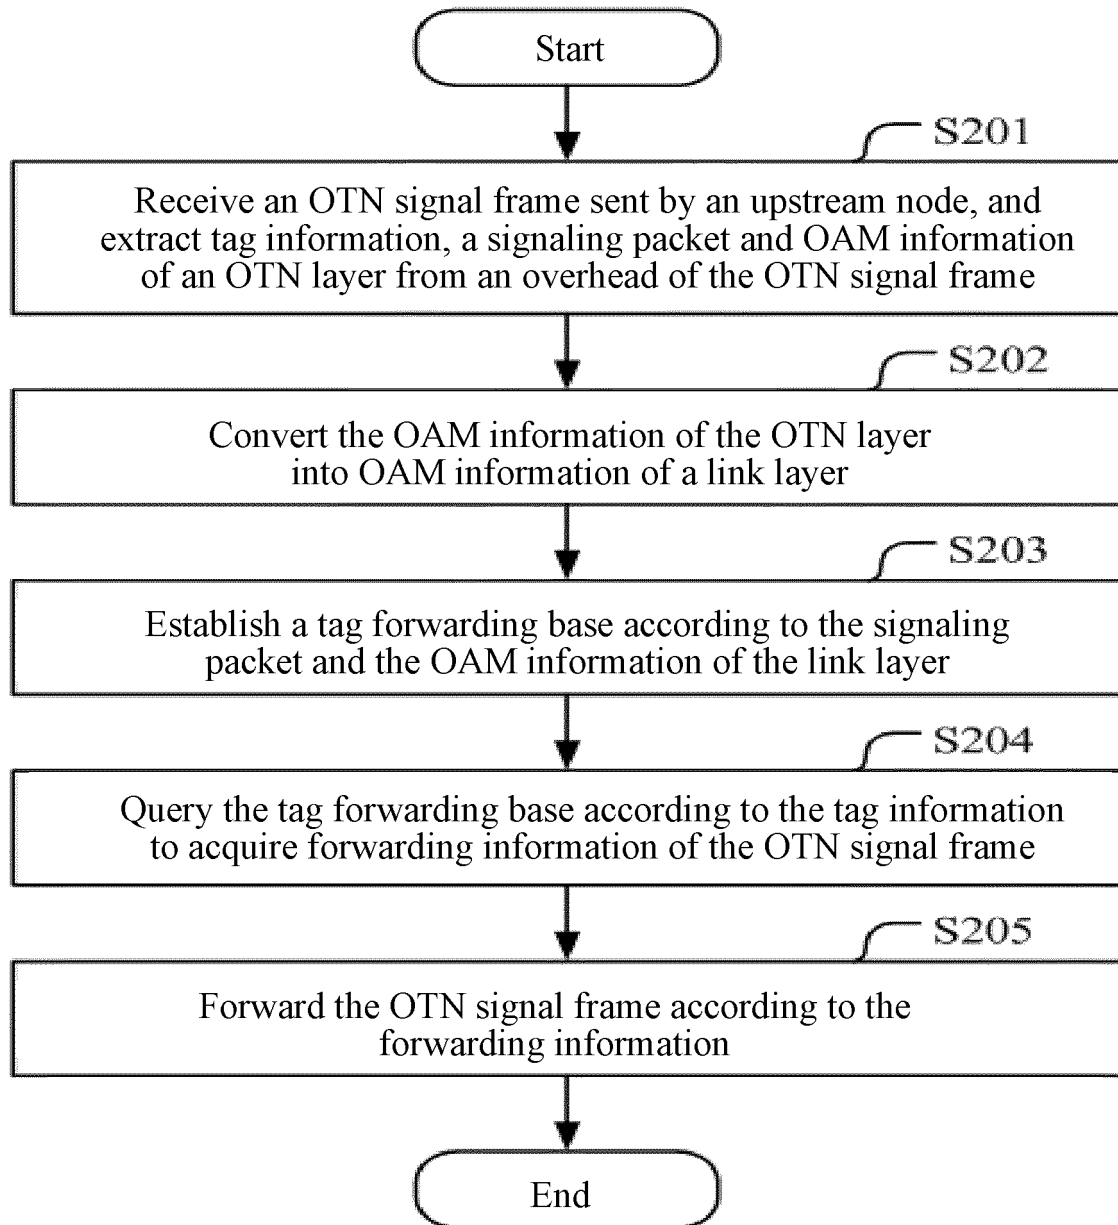 Start
S201
Receive an OTN signal frame sent by an upstream node, and
extract tag information, a signaling packet and OAM information
of an OTN layer from an overhead of the OTN signal frame
S202
Convert the OAM information of the OTN layer
into OAM information of a link layer
S203
Establish a tag forwarding base according to the signaling
packet and the OAM information of the link layer
S204
Query the tag forwarding base according to the tag information
to acquire forwarding information of the OTN signal frame
S205
Forward the OTN signal frame according to the
forwarding information
End